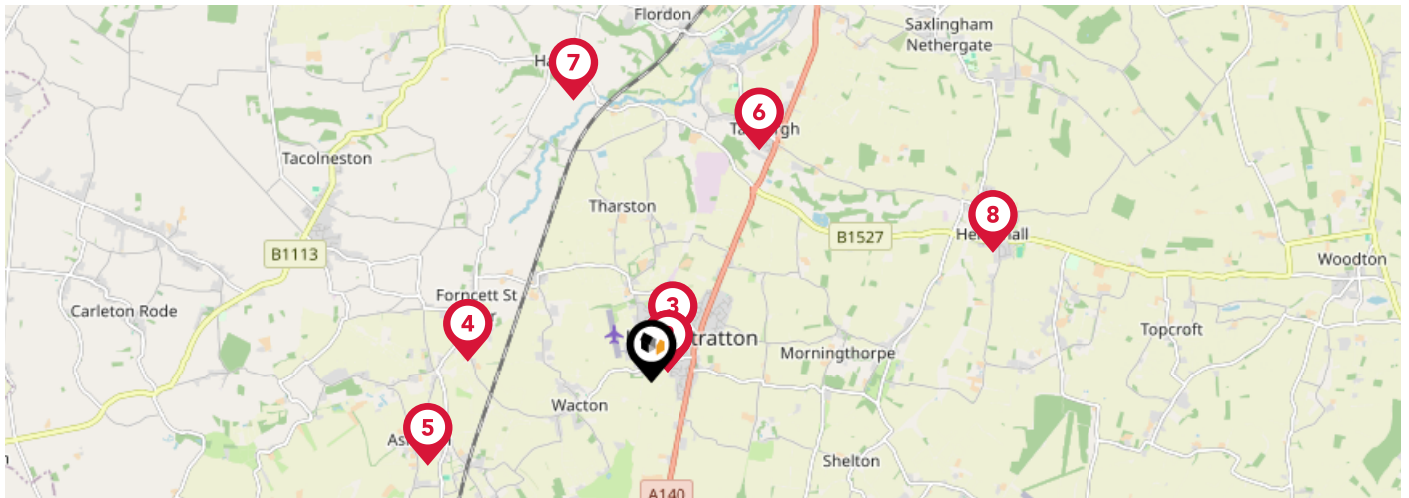 Flordon
Saxlingham
Nethergate
7
6
Tacolneston
Tharston
8
B1527
B1113
Woodton
Forncett St
Carleton Rode
3
4
Topcroft
Morningthorpe
Wacton
5
Shelton
A140